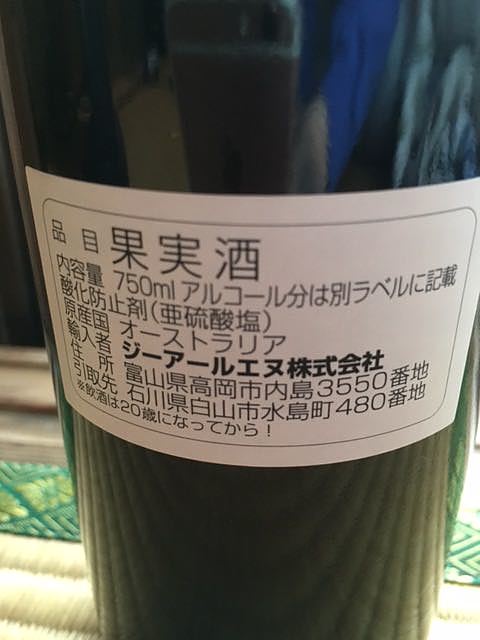 品目 果実酒
内容量 750ml アルコール分は別ラベルに記載
酸化防止剤(亜硫酸塩)
原産国 オーストラリア
輸入者 ジーアールエヌ株式会社
住所 富山県高岡市内島3550番地
引取先 石川県白山市水島町480番地
※飲酒は20歳になってから!